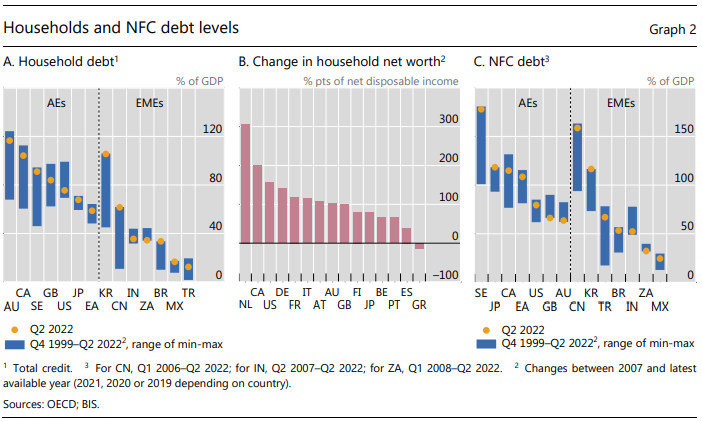 Households and NFC debt levels
Graph 2
A. Household debt¹
B. Change in household net worth²
C. NFC debt³
% of GDP
% pts of net disposable income
% of GDP
AEs
EMEs
120
80
40
0
CA GB JP KR IN BR TR
AU SE US EA CN ZA MX
Q2 2022
Q4 1999–Q2 2022², range of min-max
300
200
100
0
–100
CA DE IT AU FI BE ES
NL US FR AT GB JP PT GR
AEs
EMEs
150
100
50
0
SE CA US AU KR BR ZA
JP EA GB CN TR IN MX
Q2 2022
Q4 1999–Q2 2022², range of min-max
¹ Total credit. ³ For CN, Q1 2006–Q2 2022; for IN, Q2 2007–Q2 2022; for ZA, Q1 2008–Q2 2022. ² Changes between 2007 and latest
available year (2021, 2020 or 2019 depending on country).
Sources: OECD; BIS.